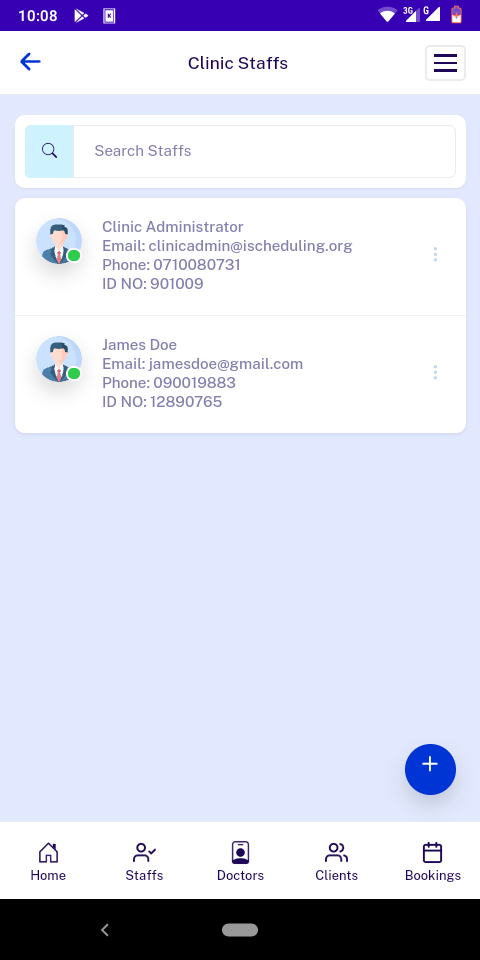 10:08
3G
G
Clinic Staffs
Search Staffs
Clinic Administrator
Email: clinicadmin@ischeduling.org
Phone: 0710080731
ID NO: 901009
James Doe
Email: jamesdoe@gmail.com
Phone: 090019883
ID NO: 12890765
Home
Staffs
Doctors
Clients
Bookings